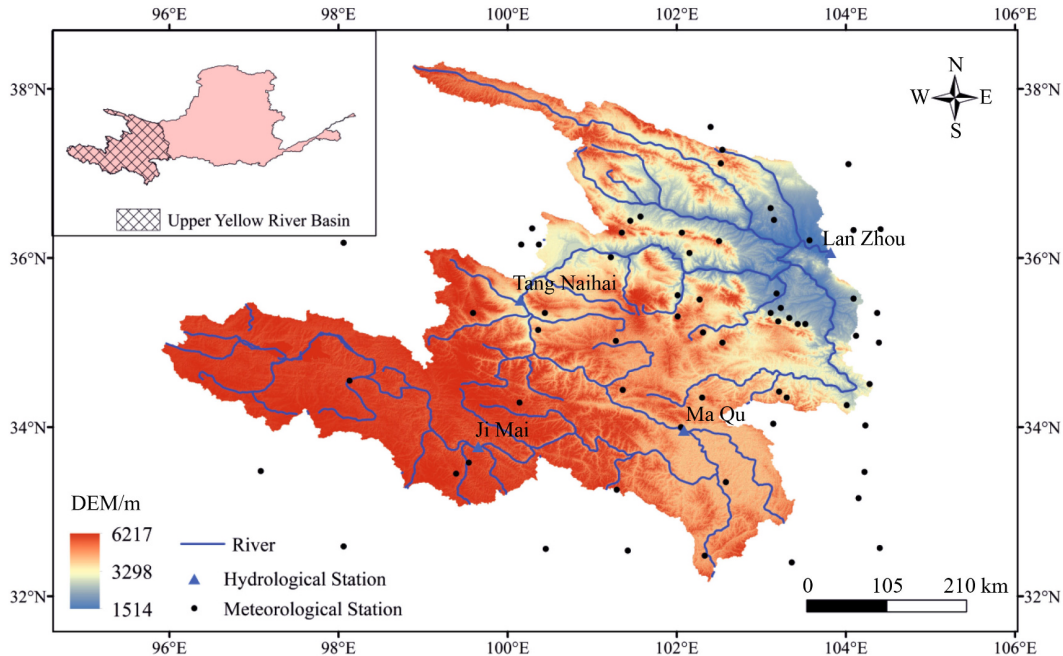 96°E 98°E 100°E 102°E 104°E 106°E
38°N 38°N
N
W E
S
Upper Yellow River Basin
Lan Zhou
36°N 36°N
Tang Naihai
Ma Qu
34°N Ji Mai 34°N
DEM/m
6217
3298
1514
River
Hydrological Station
Meteorological Station
0 105 210 km
32°N 32°N
96°E 98°E 100°E 102°E 104°E 106°E